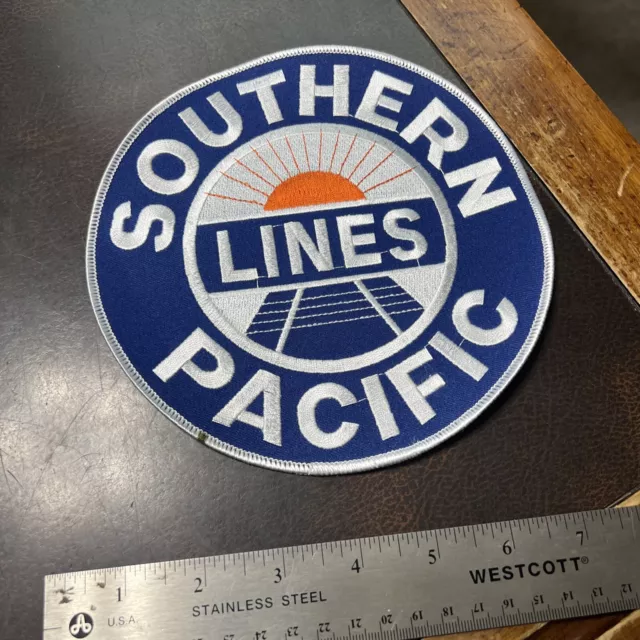 SOUTHERN
LINES
PACIFIC
1 2 3 4 5 6 7
U.S.A. STAINLESS STEEL WESTCOTT®